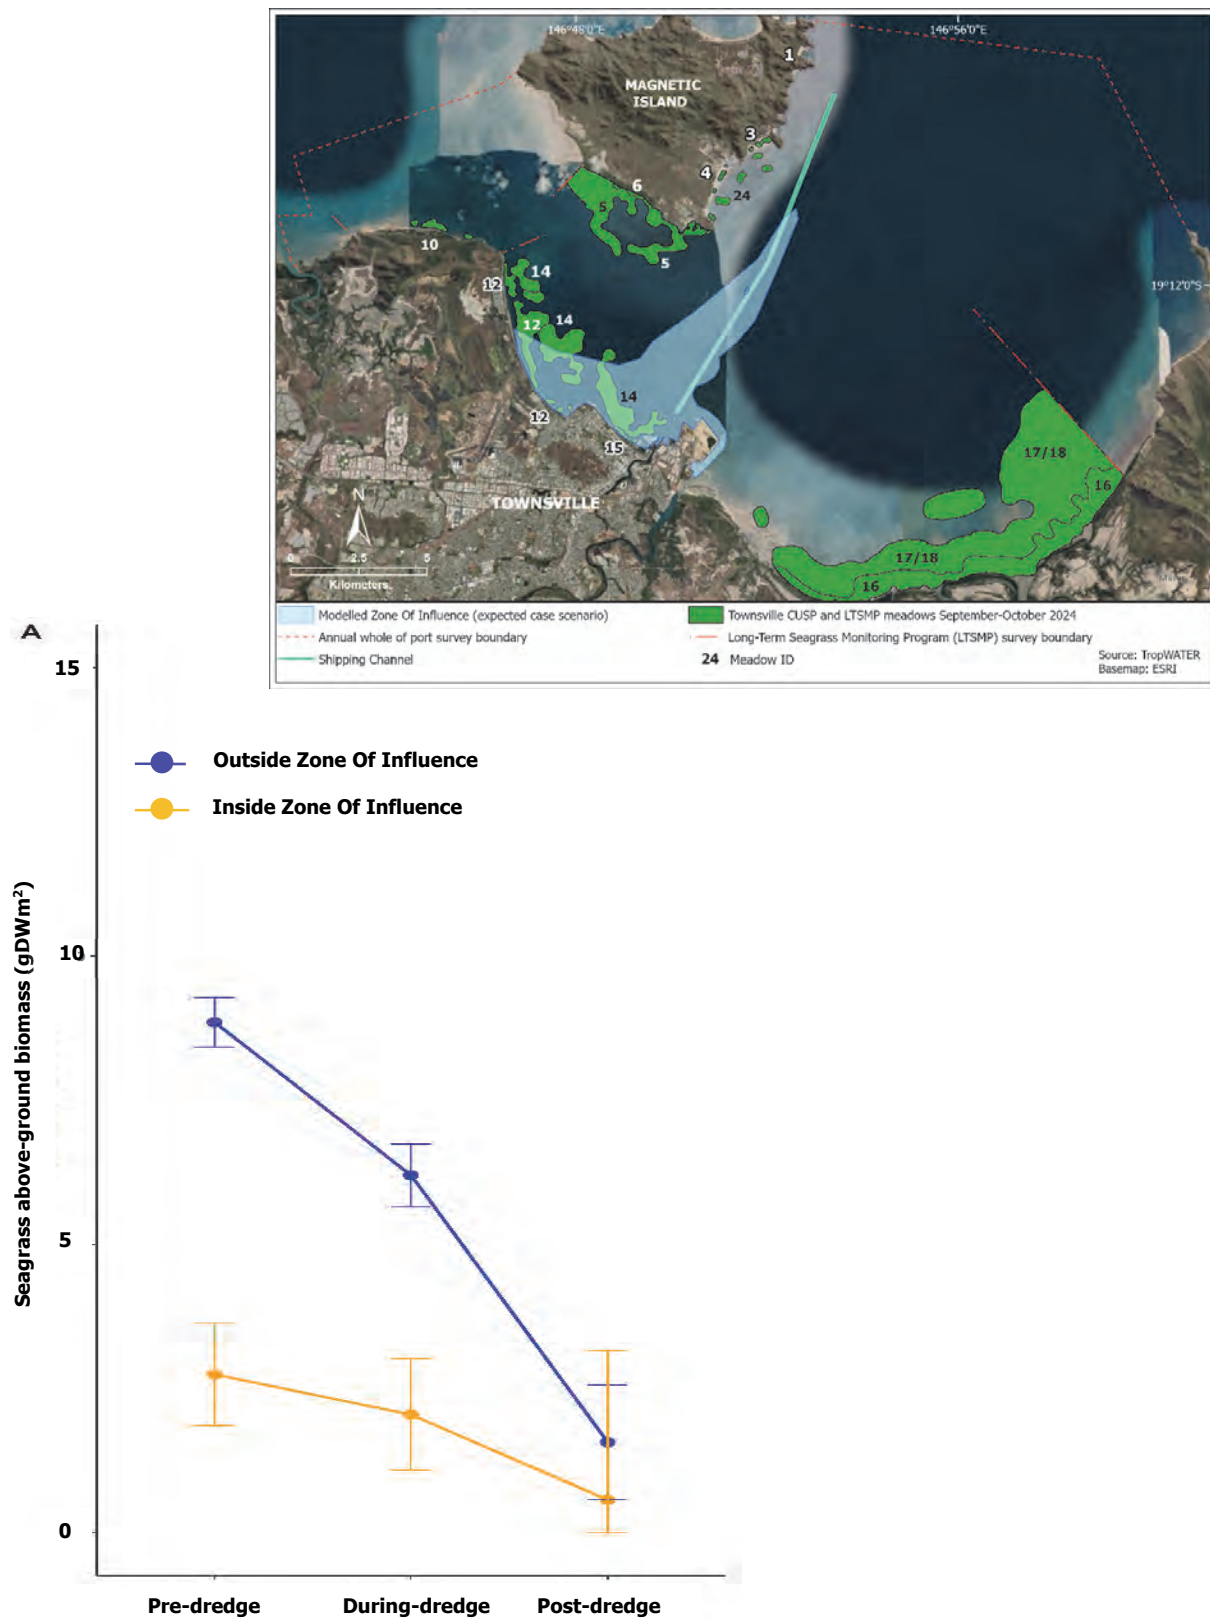 146°48'0"E
146°56'0"E
1
MAGNETIC
ISLAND
3
4
24
6
5
5
10
14
12
19°12'0"S
12
14
14
12
15
17/18
16
TOWNSVILLE
N
17/18
16
0 2.5 5
Kilometers
Modelled Zone Of Influence (expected case scenario)
Townsville CUSP and LTSMP meadows September-October 2024
Annual whole of port survey boundary
Long-Term Seagrass Monitoring Program (LTSMP) survey boundary
Shipping Channel
24 Meadow ID
Source: TropWATER
Basemap: ESRI
A
15
Outside Zone Of Influence
Inside Zone Of Influence
Seagrass above-ground biomass (gDWm²)
10
5
0
Pre-dredge During-dredge Post-dredge